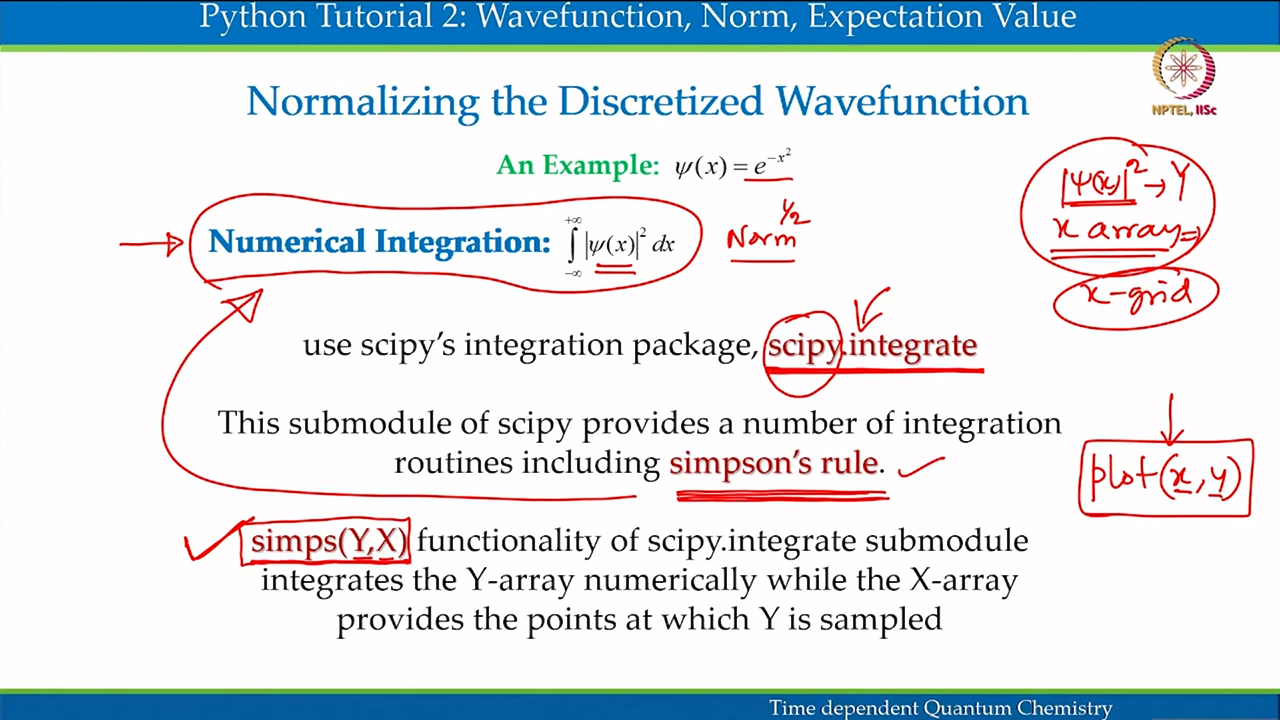 Python Tutorial 2: Wavefunction, Norm, Expectation Value
NPTEL, IISc
Normalizing the Discretized Wavefunction
An Example: ψ(x) = e^{-x^2}
|ψ(x)|^2 → Y
x array ⇒
x-grid
Numerical Integration: ∫_{-∞}^{+∞} |ψ(x)|^2 dx
Norm^{1/2}
use scipy's integration package, scipy.integrate
This submodule of scipy provides a number of integration
routines including simpson's rule.
plot(x, y)
simps(Y,X) functionality of scipy.integrate submodule
integrates the Y-array numerically while the X-array
provides the points at which Y is sampled
Time dependent Quantum Chemistry